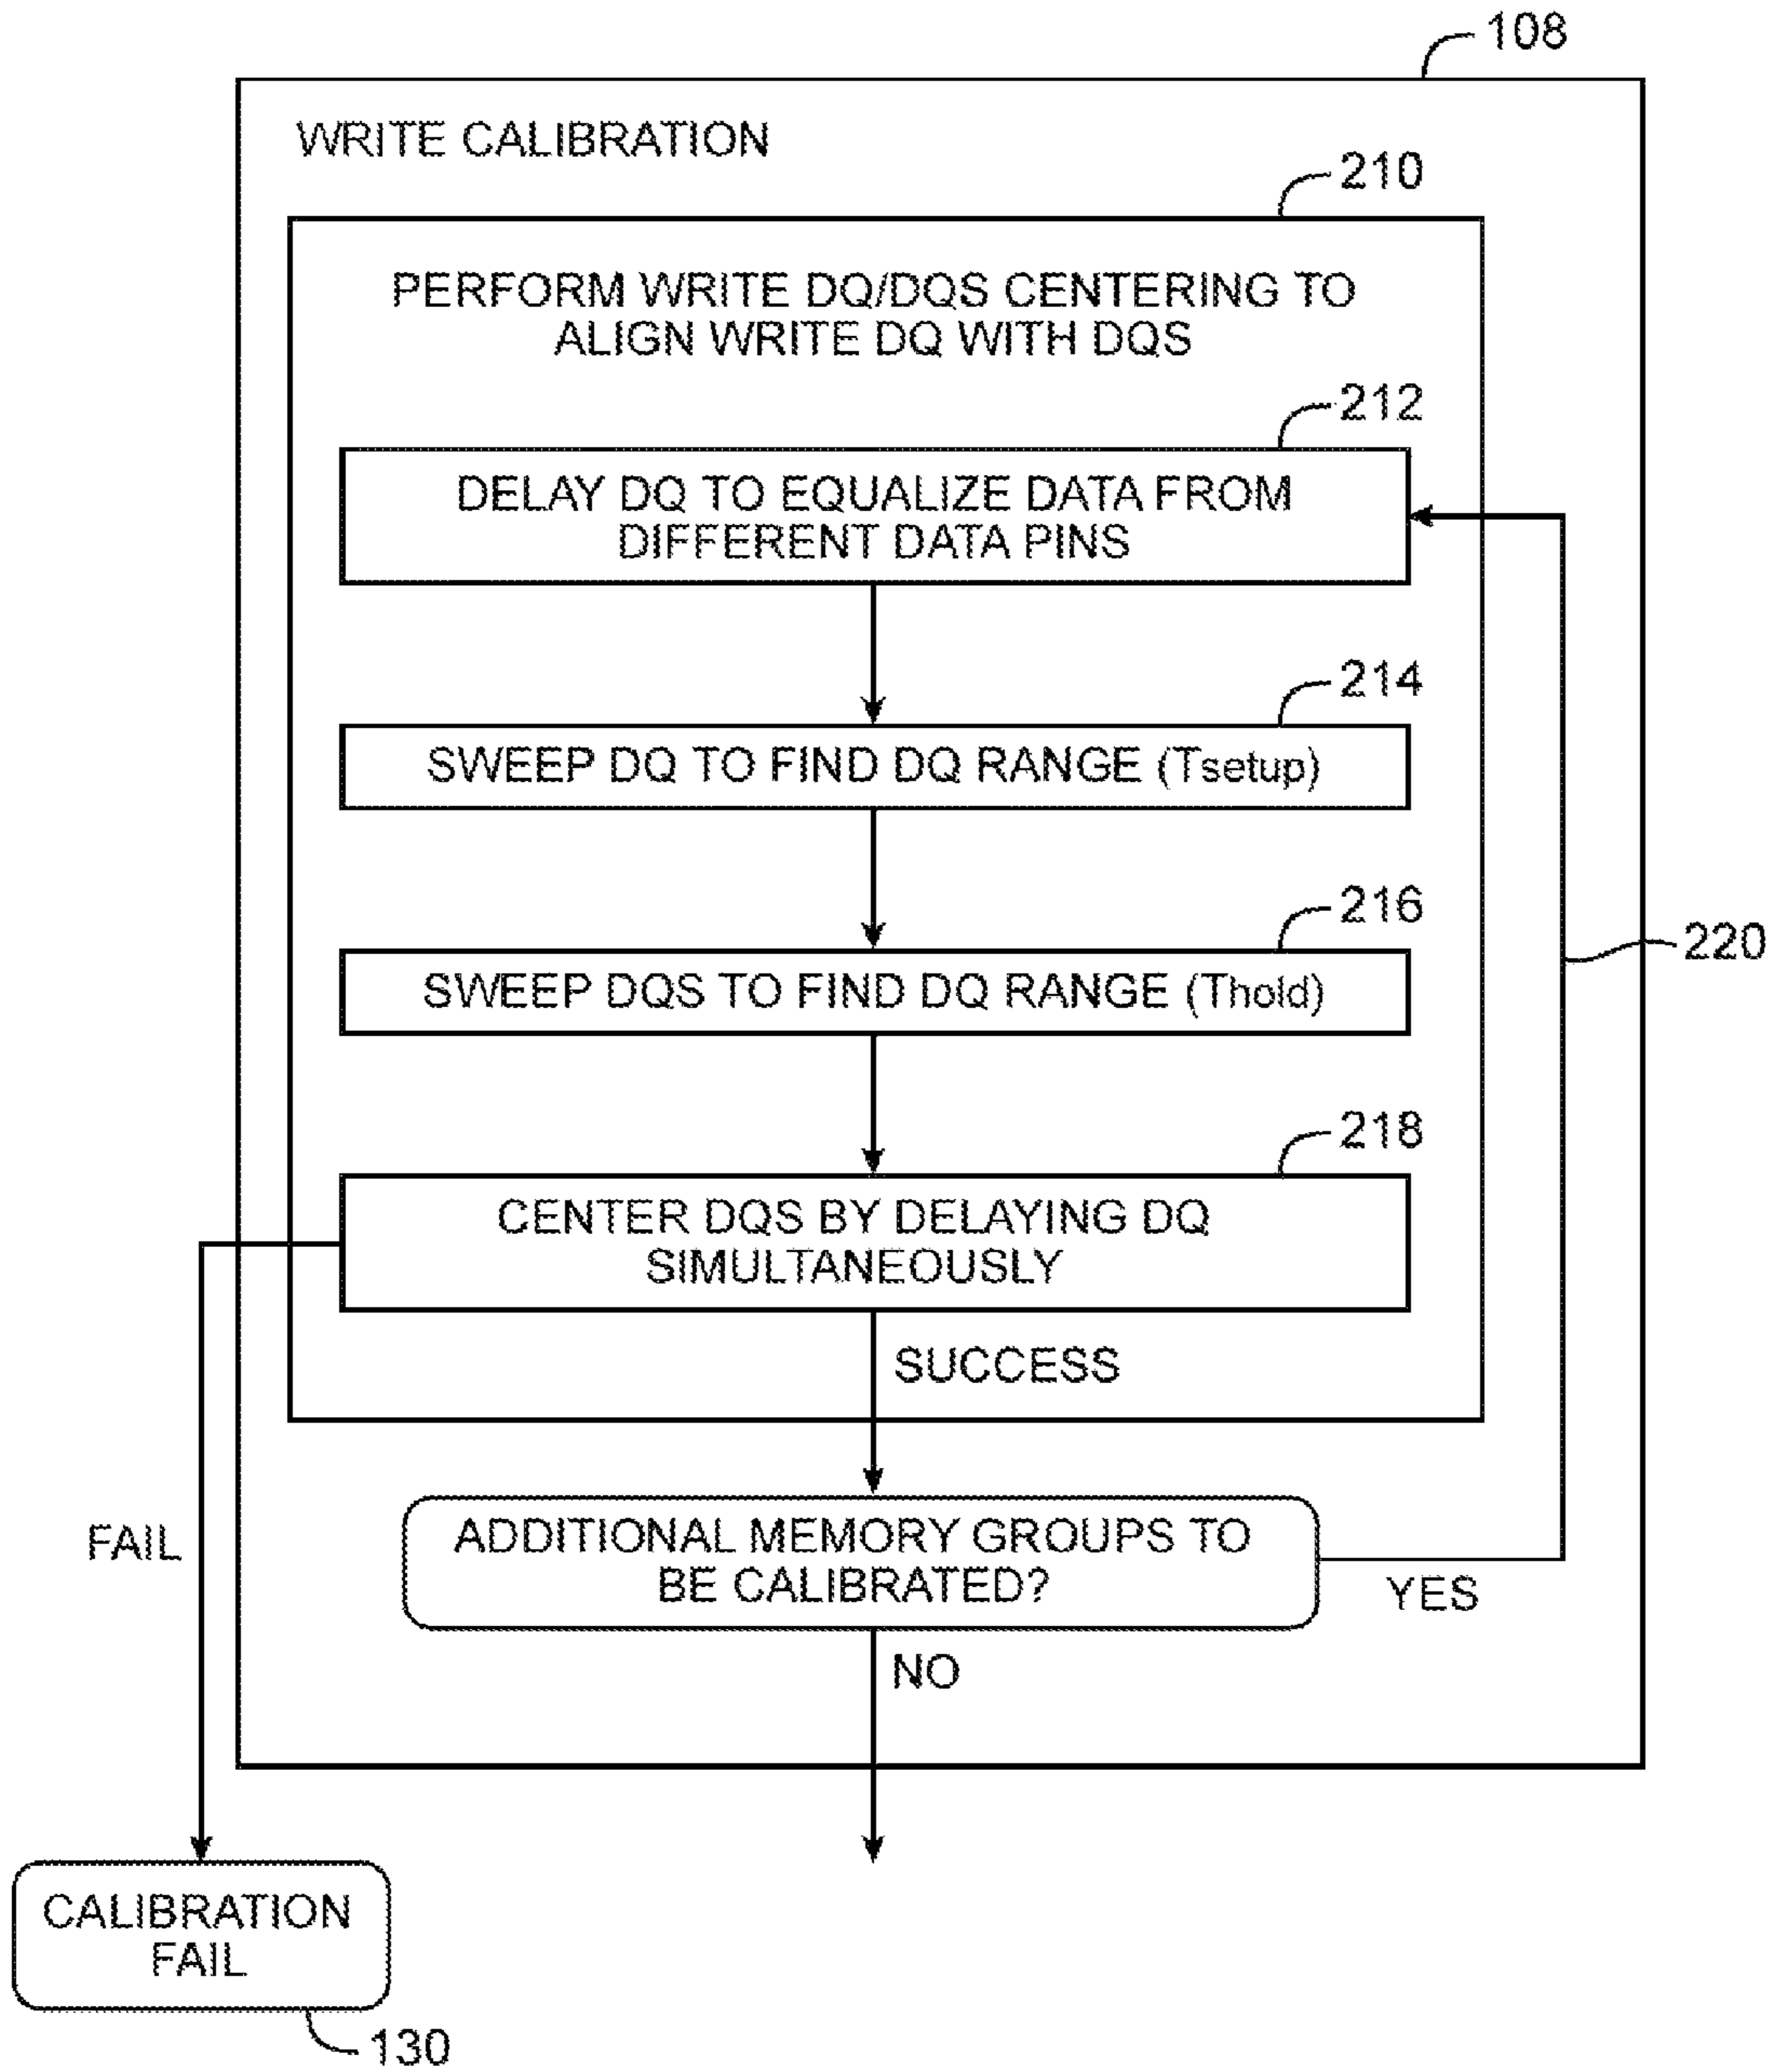 108
WRITE CALIBRATION
210
PERFORM WRITE DQ/DQS CENTERING TO
ALIGN WRITE DQ WITH DQS
212
DELAY DQ TO EQUALIZE DATA FROM
DIFFERENT DATA PINS
214
SWEEP DQ TO FIND DQ RANGE (Tsetup)
216
SWEEP DQS TO FIND DQ RANGE (Thold)
220
218
CENTER DQS BY DELAYING DQ
SIMULTANEOUSLY
SUCCESS
FAIL
ADDITIONAL MEMORY GROUPS TO
BE CALIBRATED?
YES
NO
CALIBRATION
FAIL
130